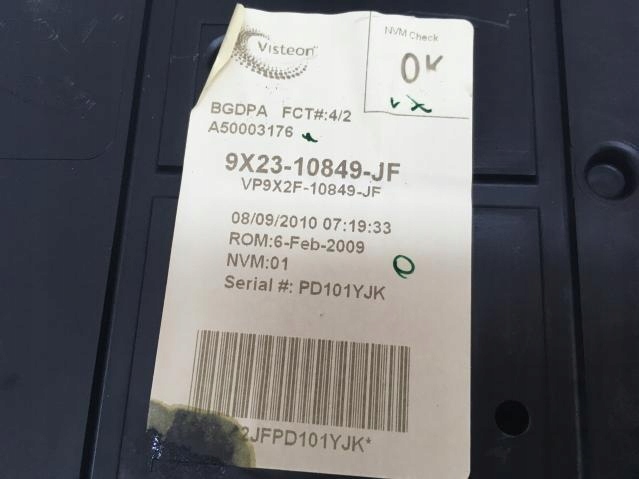 Visteon
NVM Check
OK
BGDPA FCT#:4/2
A50003176
9X23-10849-JF
VP9X2F-10849-JF
08/09/2010 07:19:33
ROM:6-Feb-2009
NVM:01
Serial #: PD101YJK
2JFPD101YJK*